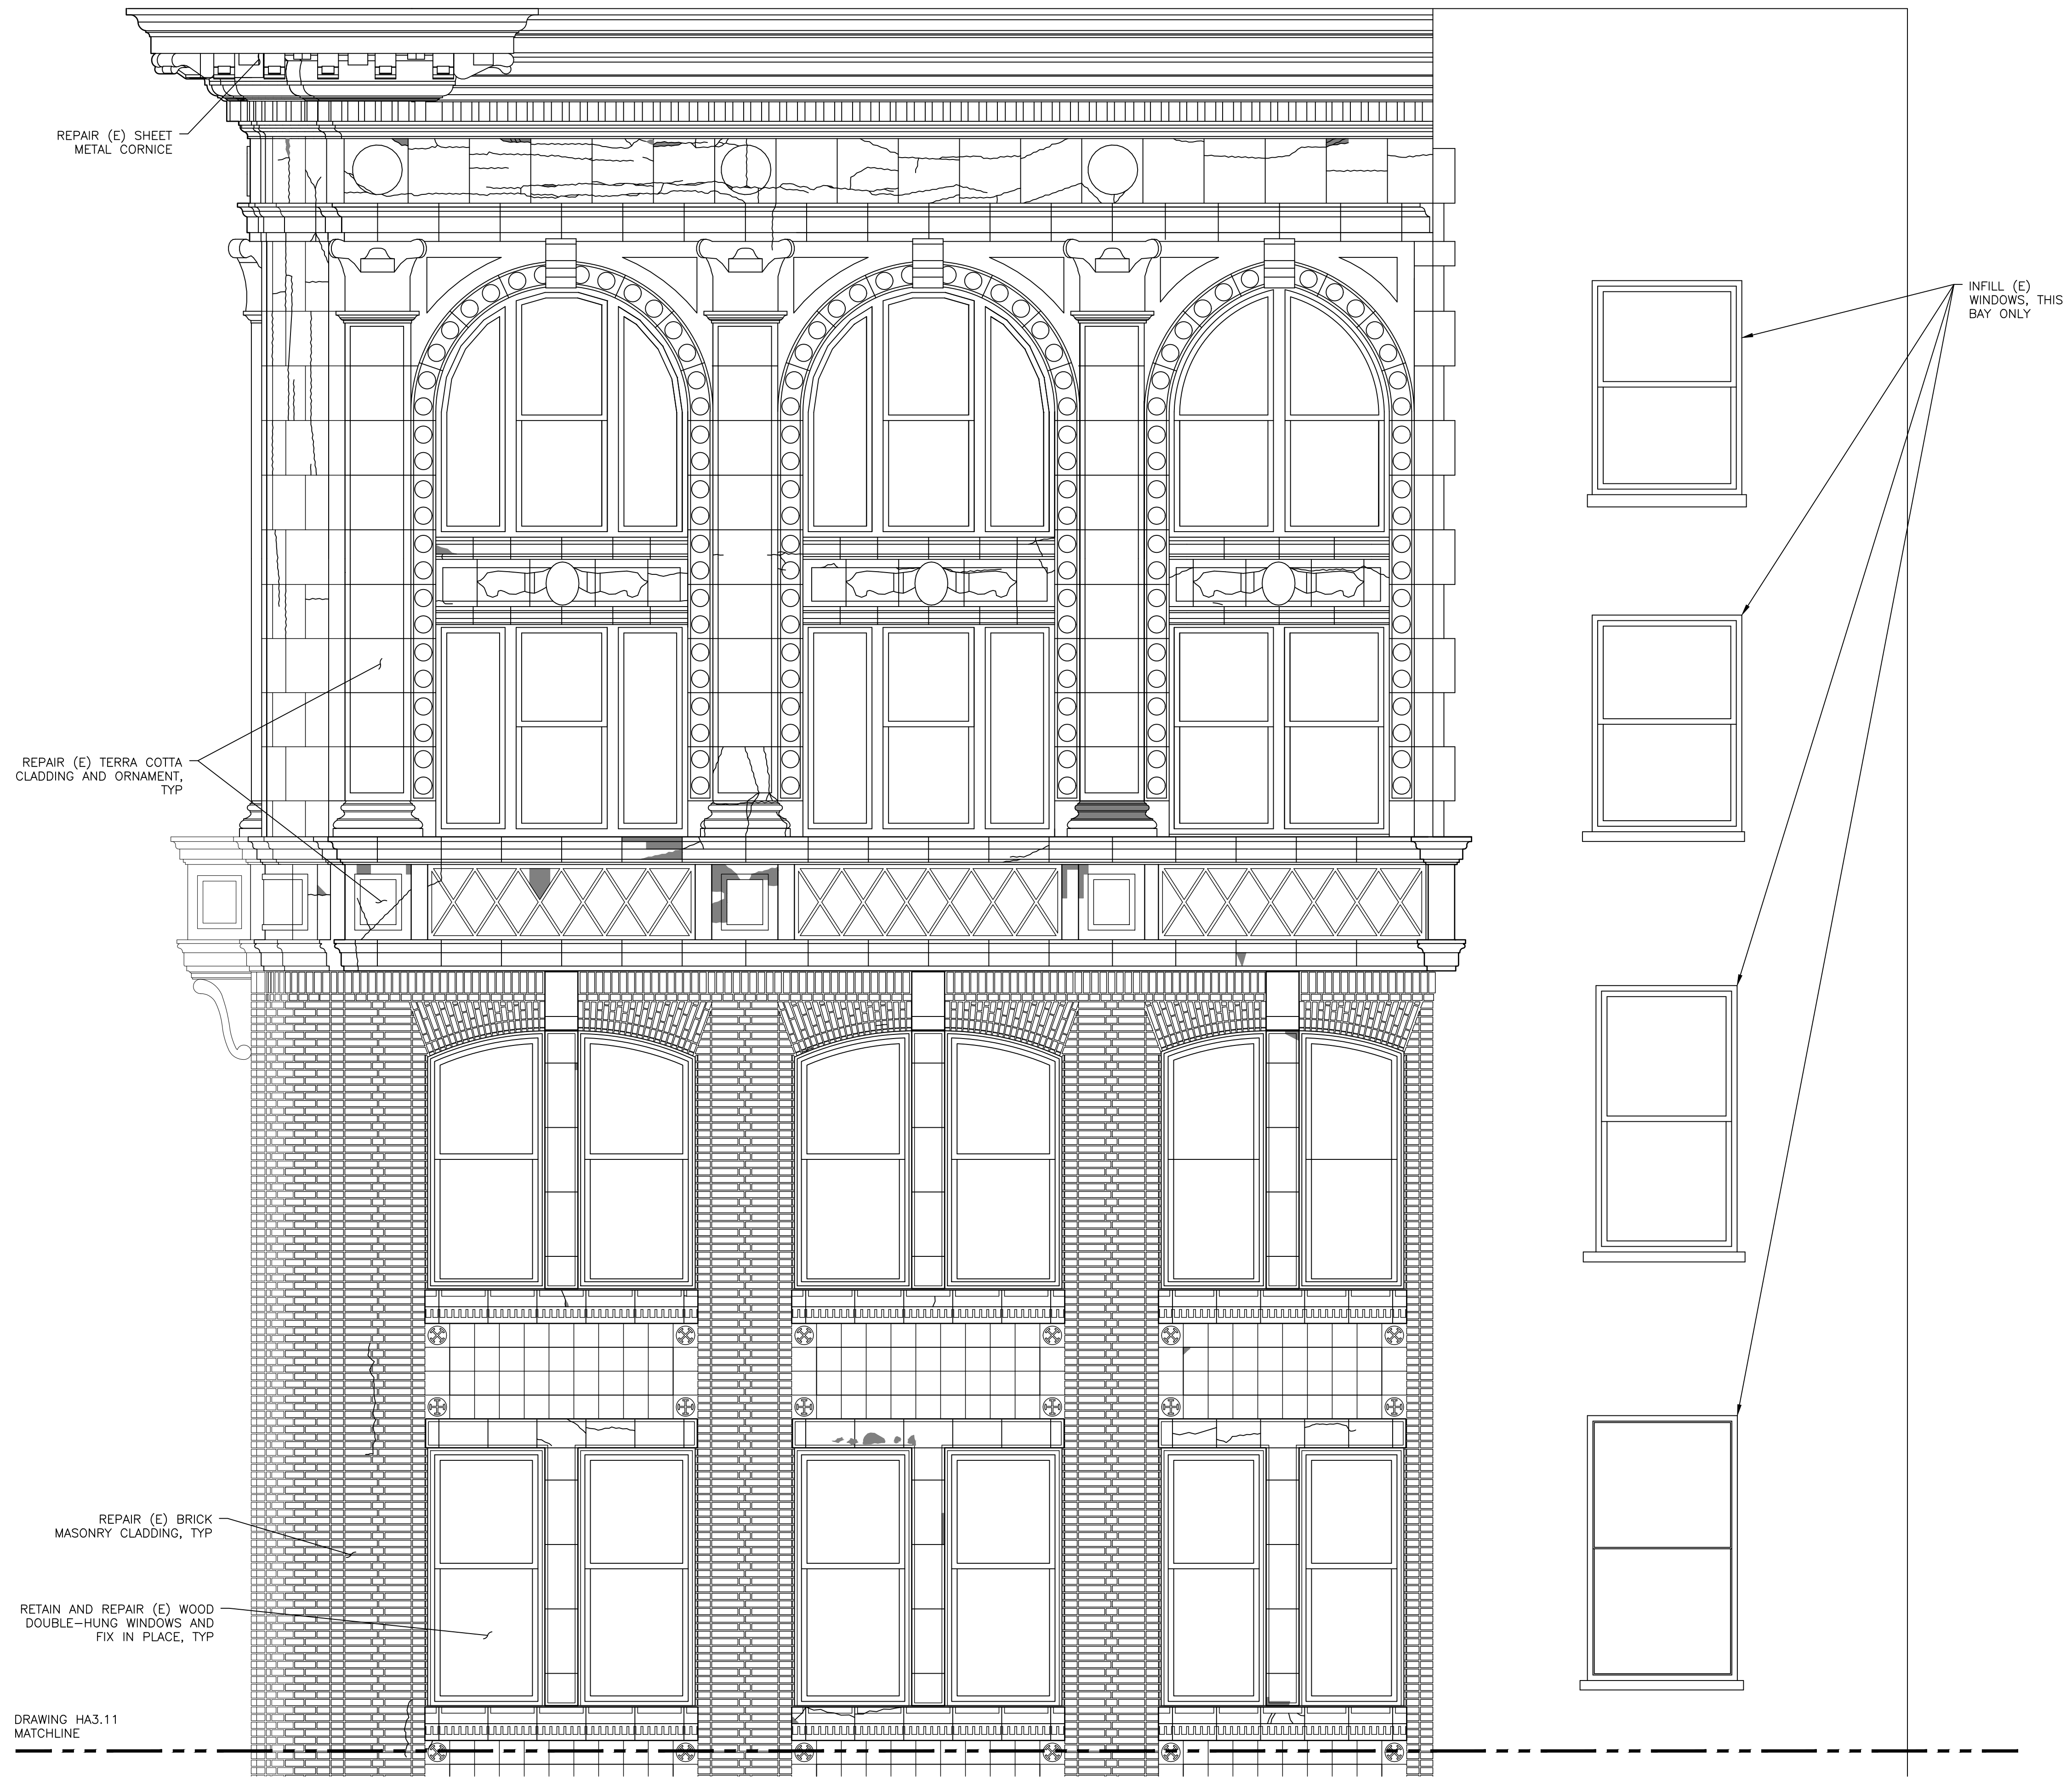 REPAIR (E) SHEET
METAL CORNICE
INFILL (E)
WINDOWS, THIS
BAY ONLY
REPAIR (E) TERRA COTTA
CLADDING AND ORNAMENT,
TYP
REPAIR (E) BRICK
MASONRY CLADDING, TYP
RETAIN AND REPAIR (E) WOOD
DOUBLE-HUNG WINDOWS AND
FIX IN PLACE, TYP
DRAWING HA3.11
MATCHLINE